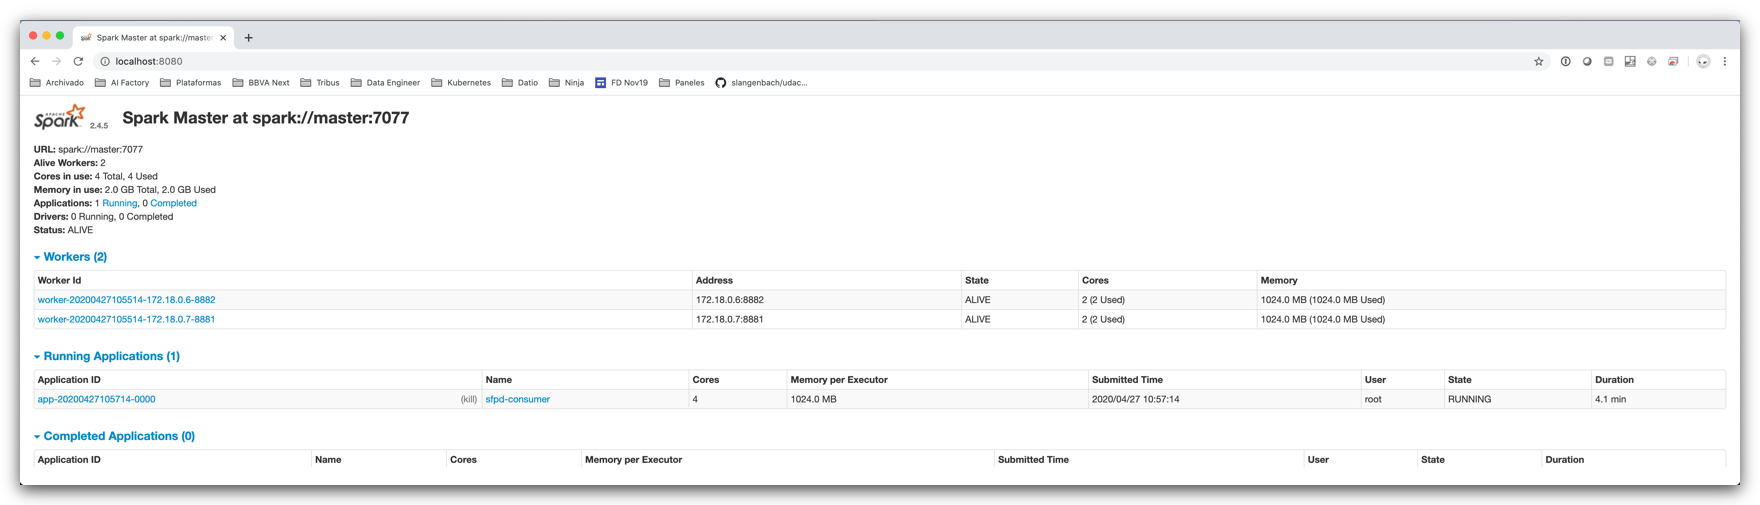 Spark Master at spark://master
localhost:8080
Archivado AI Factory Plataformas BBVA Next Tribus Data Engineer Kubernetes Datio Ninja FD Nov19 Paneles slangenbach/udac...
APACHE Spark 2.4.5 Spark Master at spark://master:7077
URL: spark://master:7077
Alive Workers: 2
Cores in use: 4 Total, 4 Used
Memory in use: 2.0 GB Total, 2.0 GB Used
Applications: 1 Running, 0 Completed
Drivers: 0 Running, 0 Completed
Status: ALIVE
Workers (2)
Worker Id Address State Cores Memory
worker-20200427105514-172.18.0.6-8882 172.18.0.6:8882 ALIVE 2 (2 Used) 1024.0 MB (1024.0 MB Used)
worker-20200427105514-172.18.0.7-8881 172.18.0.7:8881 ALIVE 2 (2 Used) 1024.0 MB (1024.0 MB Used)
Running Applications (1)
Application ID Name Cores Memory per Executor Submitted Time User State Duration
app-20200427105714-0000 (kill) sfpd-consumer 4 1024.0 MB 2020/04/27 10:57:14 root RUNNING 4.1 min
Completed Applications (0)
Application ID Name Cores Memory per Executor Submitted Time User State Duration